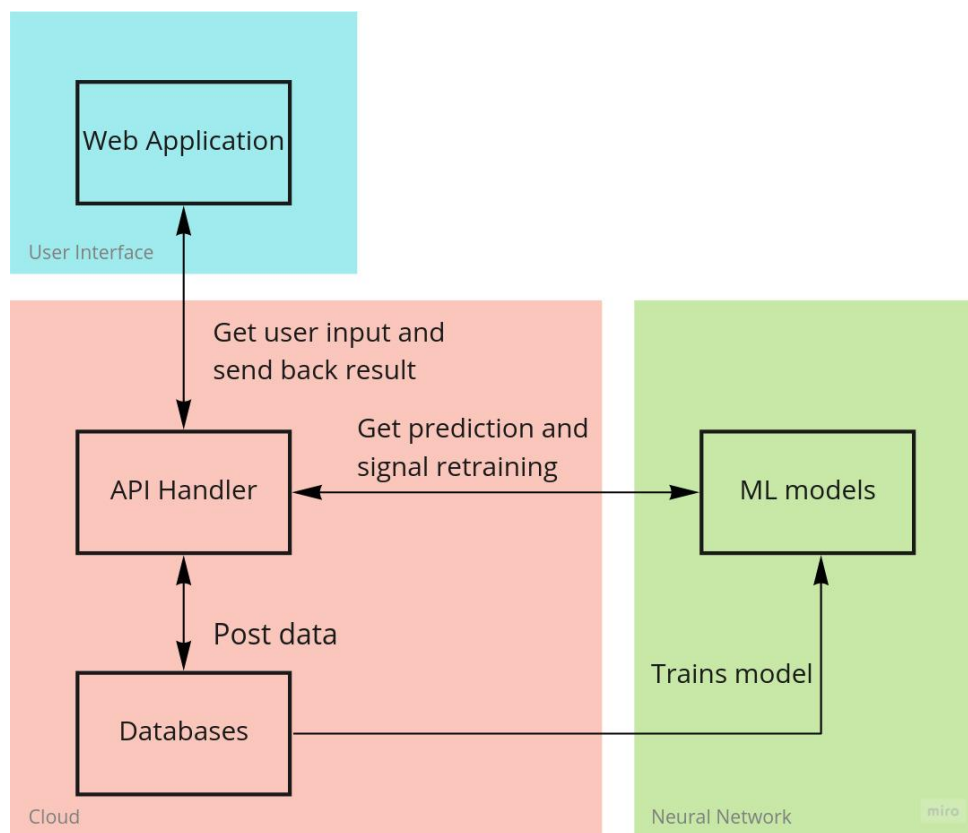 Web Application
User Interface
Get user input and
send back result
Get prediction and
signal retraining
API Handler
ML models
Post data
Trains model
Databases
Cloud
Neural Network
miro